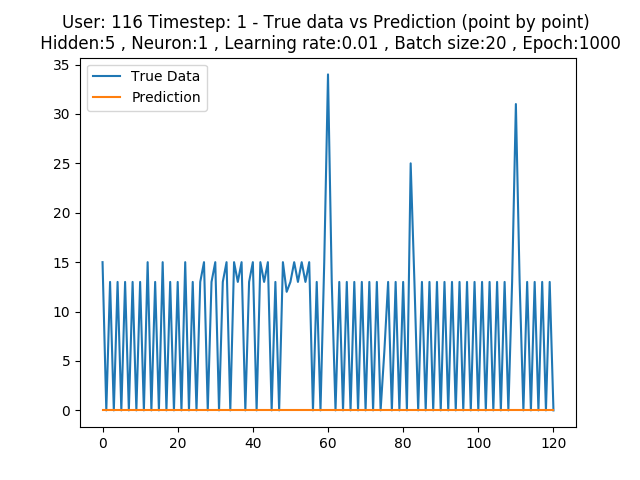 User: 116 Timestep: 1 - True data vs Prediction (point by point)
Hidden:5 , Neuron:1 , Learning rate:0.01 , Batch size:20 , Epoch:1000
True Data
Prediction
35
30
25
20
15
10
5
0
0 20 40 60 80 100 120